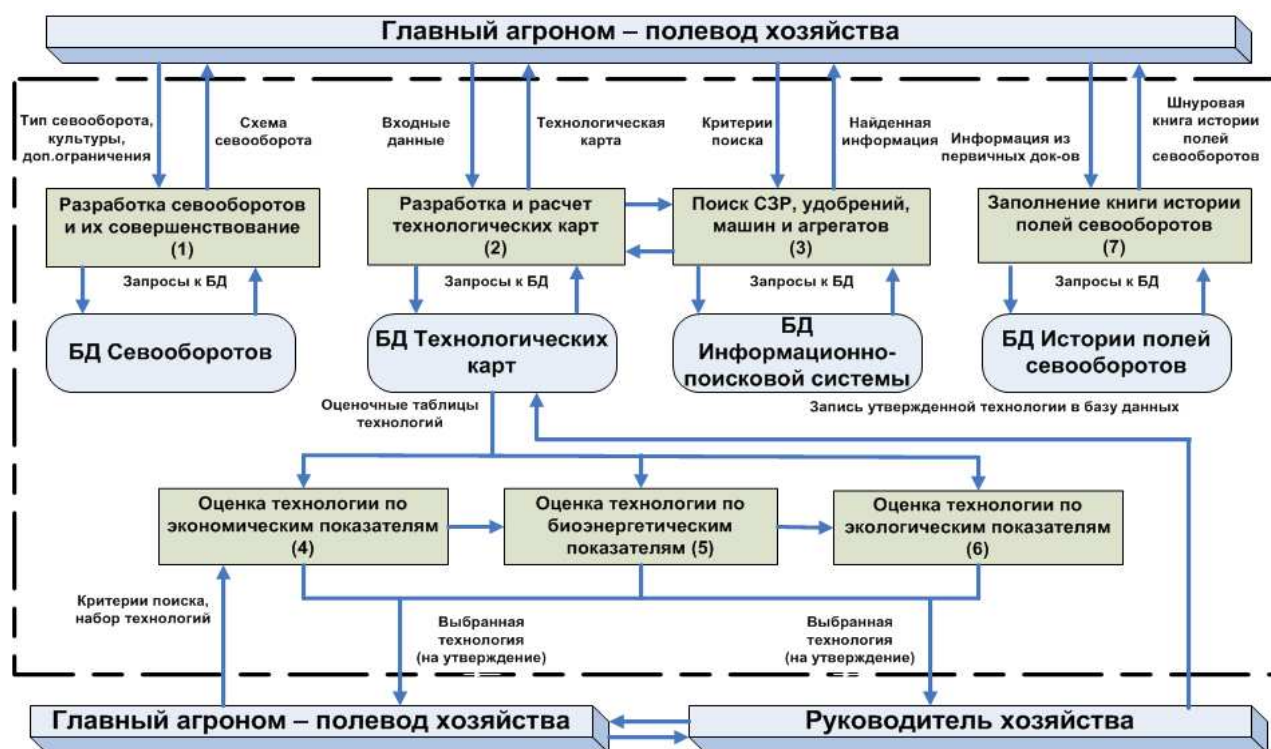 Главный агроном – полевод хозяйства
Тип севооборота,
культуры,
доп.ограничения
Схема
севооборота
Входные
данные
Технологическая
карта
Критерии
поиска
Найденная
информация
Информация из
первичных док-ов
Шнуровая
книга истории
полей
севооборотов
Разработка севооборотов
и их совершенствование
(1)
Разработка и расчет
технологических карт
(2)
Поиск СЗР, удобрений,
машин и агрегатов
(3)
Заполнение книги истории
полей севооборотов
(7)
Запросы к БД
Запросы к БД
Запросы к БД
Запросы к БД
БД Севооборотов
БД Технологических
карт
БД
Информационно-
поисковой системы
БД Истории полей
севооборотов
Оценочные таблицы
технологий
Запись утвержденной технологии в базу данных
Оценка технологии по
экономическим показателям
(4)
Оценка технологии по
биоэнергетическим
показателям (5)
Оценка технологии по
экологическим показателям
(6)
Критерии поиска,
набор технологий
Выбранная
технология
(на утверждение)
Выбранная
технология
(на утверждение)
Главный агроном – полевод хозяйства
Руководитель хозяйства